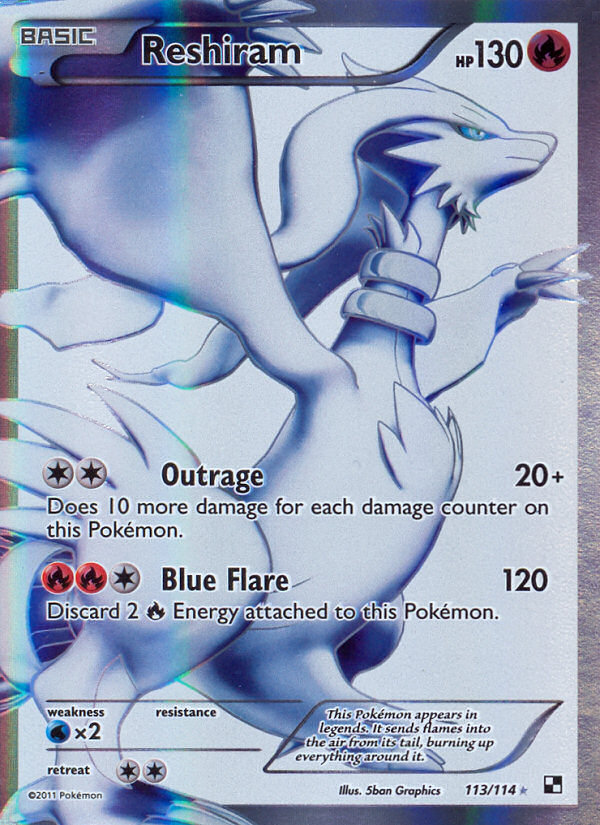 BASIC
Reshiram
HP130
Outrage 20+
Does 10 more damage for each damage counter on
this Pokémon.
Blue Flare 120
Discard 2 Energy attached to this Pokémon.
weakness resistance
×2
This Pokémon appears in
legends. It sends flames into
the air from its tail, burning up
everything around it.
retreat
©2011 Pokémon
Illus. 5ban Graphics 113/114